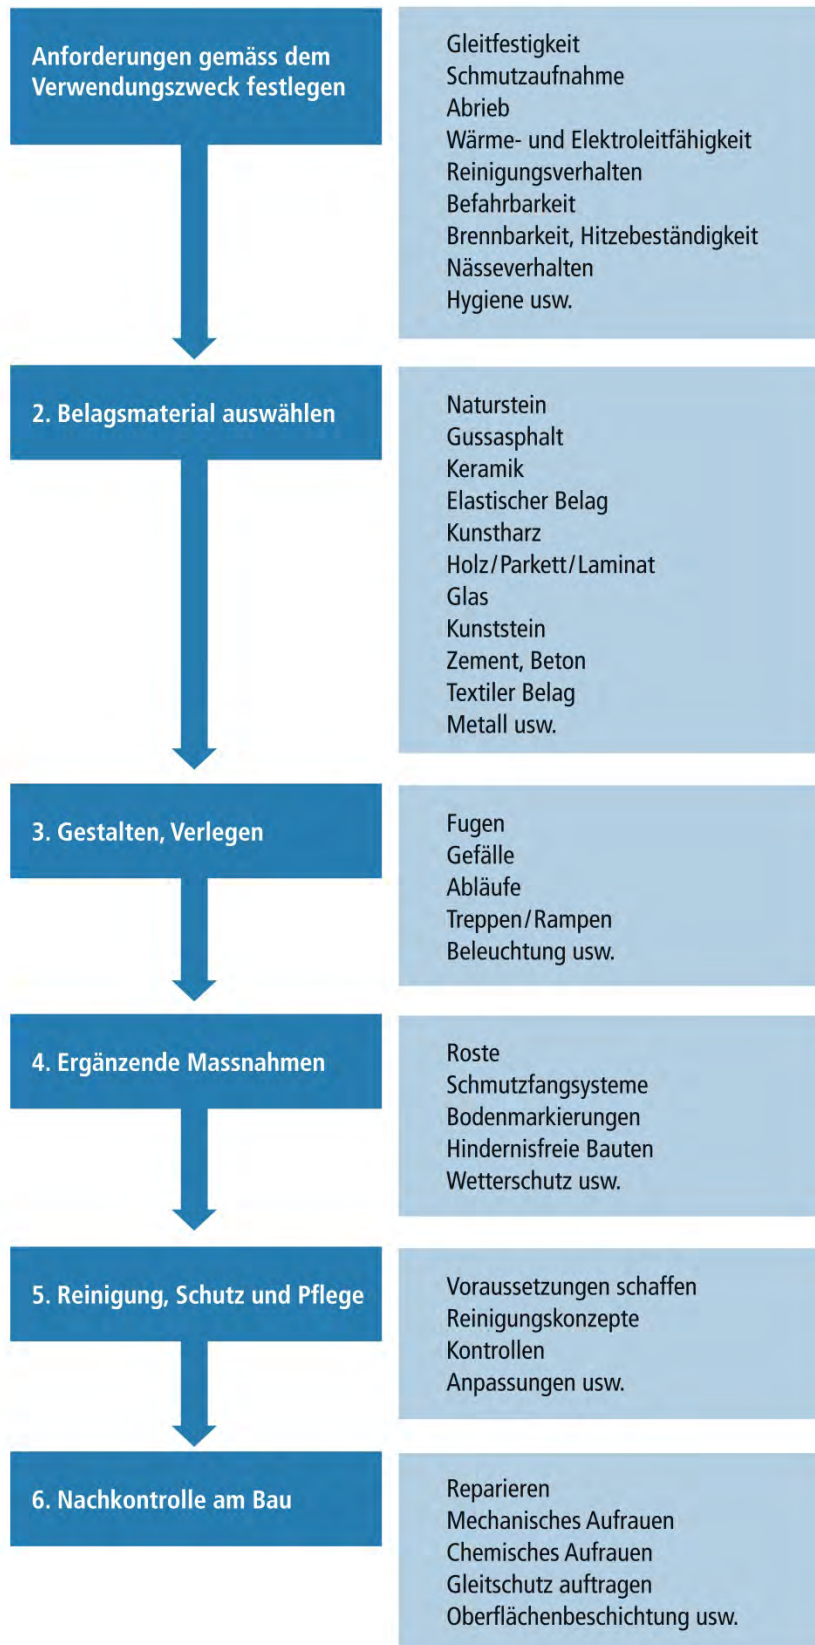 Anforderungen gemäss dem
Verwendungszweck festlegen
Gleitfestigkeit
Schmutzaufnahme
Abrieb
Wärme- und Elektroleitfähigkeit
Reinigungsverhalten
Befahrbarkeit
Brennbarkeit, Hitzebeständigkeit
Nässeverhalten
Hygiene usw.
2. Belagsmaterial auswählen
Naturstein
Gussasphalt
Keramik
Elastischer Belag
Kunstharz
Holz/Parkett/Laminat
Glas
Kunststein
Zement, Beton
Textiler Belag
Metall usw.
3. Gestalten, Verlegen
Fugen
Gefälle
Abläufe
Treppen/Rampen
Beleuchtung usw.
4. Ergänzende Massnahmen
Roste
Schmutzfangsysteme
Bodenmarkierungen
Hindernisfreie Bauten
Wetterschutz usw.
5. Reinigung, Schutz und Pflege
Voraussetzungen schaffen
Reinigungskonzepte
Kontrollen
Anpassungen usw.
6. Nachkontrolle am Bau
Reparieren
Mechanisches Aufrauen
Chemisches Aufrauen
Gleitschutz auftragen
Oberflächenbeschichtung usw.